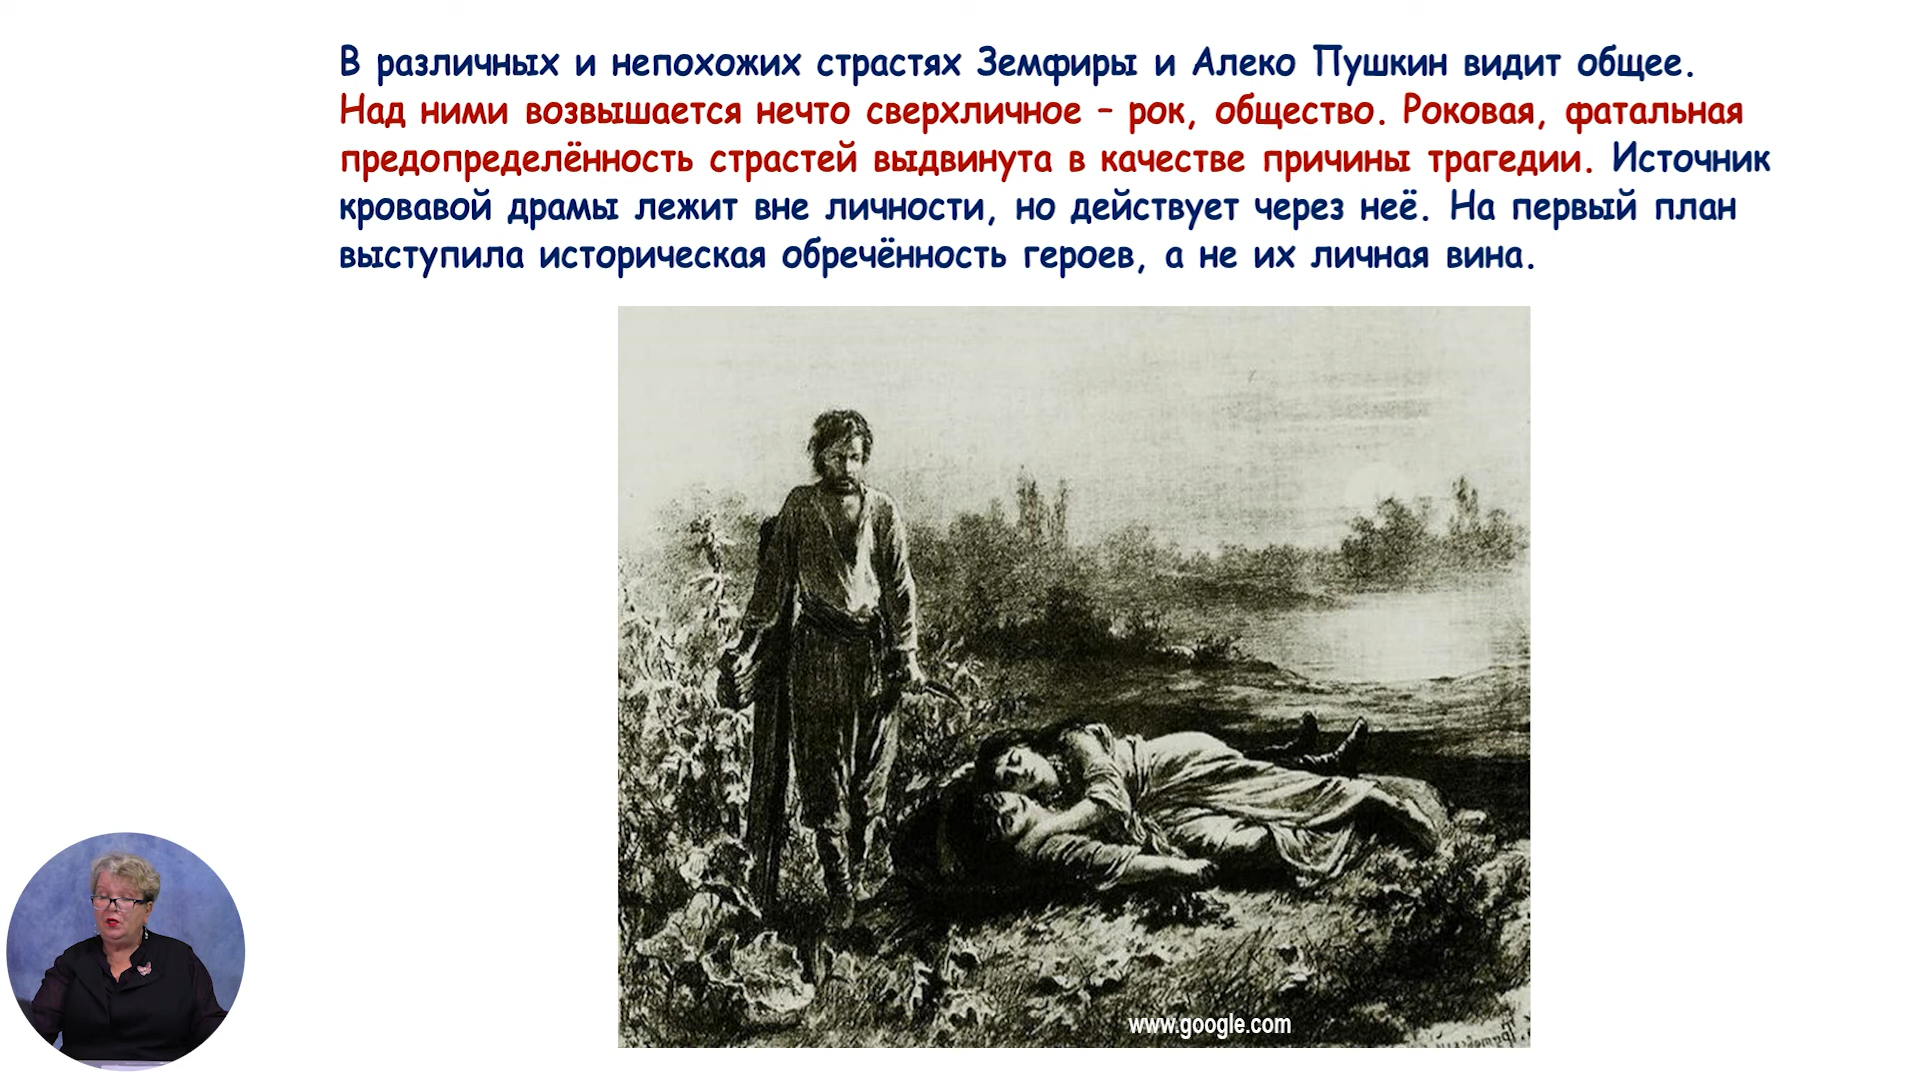 В различных и непохожих страстях Земфиры и Алеко Пушкин видит общее.
Над ними возвышается нечто сверхличное – рок, общество. Роковая, фатальная
предопределённость страстей выдвинута в качестве причины трагедии. Источник
кровавой драмы лежит вне личности, но действует через неё. На первый план
выступила историческая обречённость героев, а не их личная вина.
www.google.com